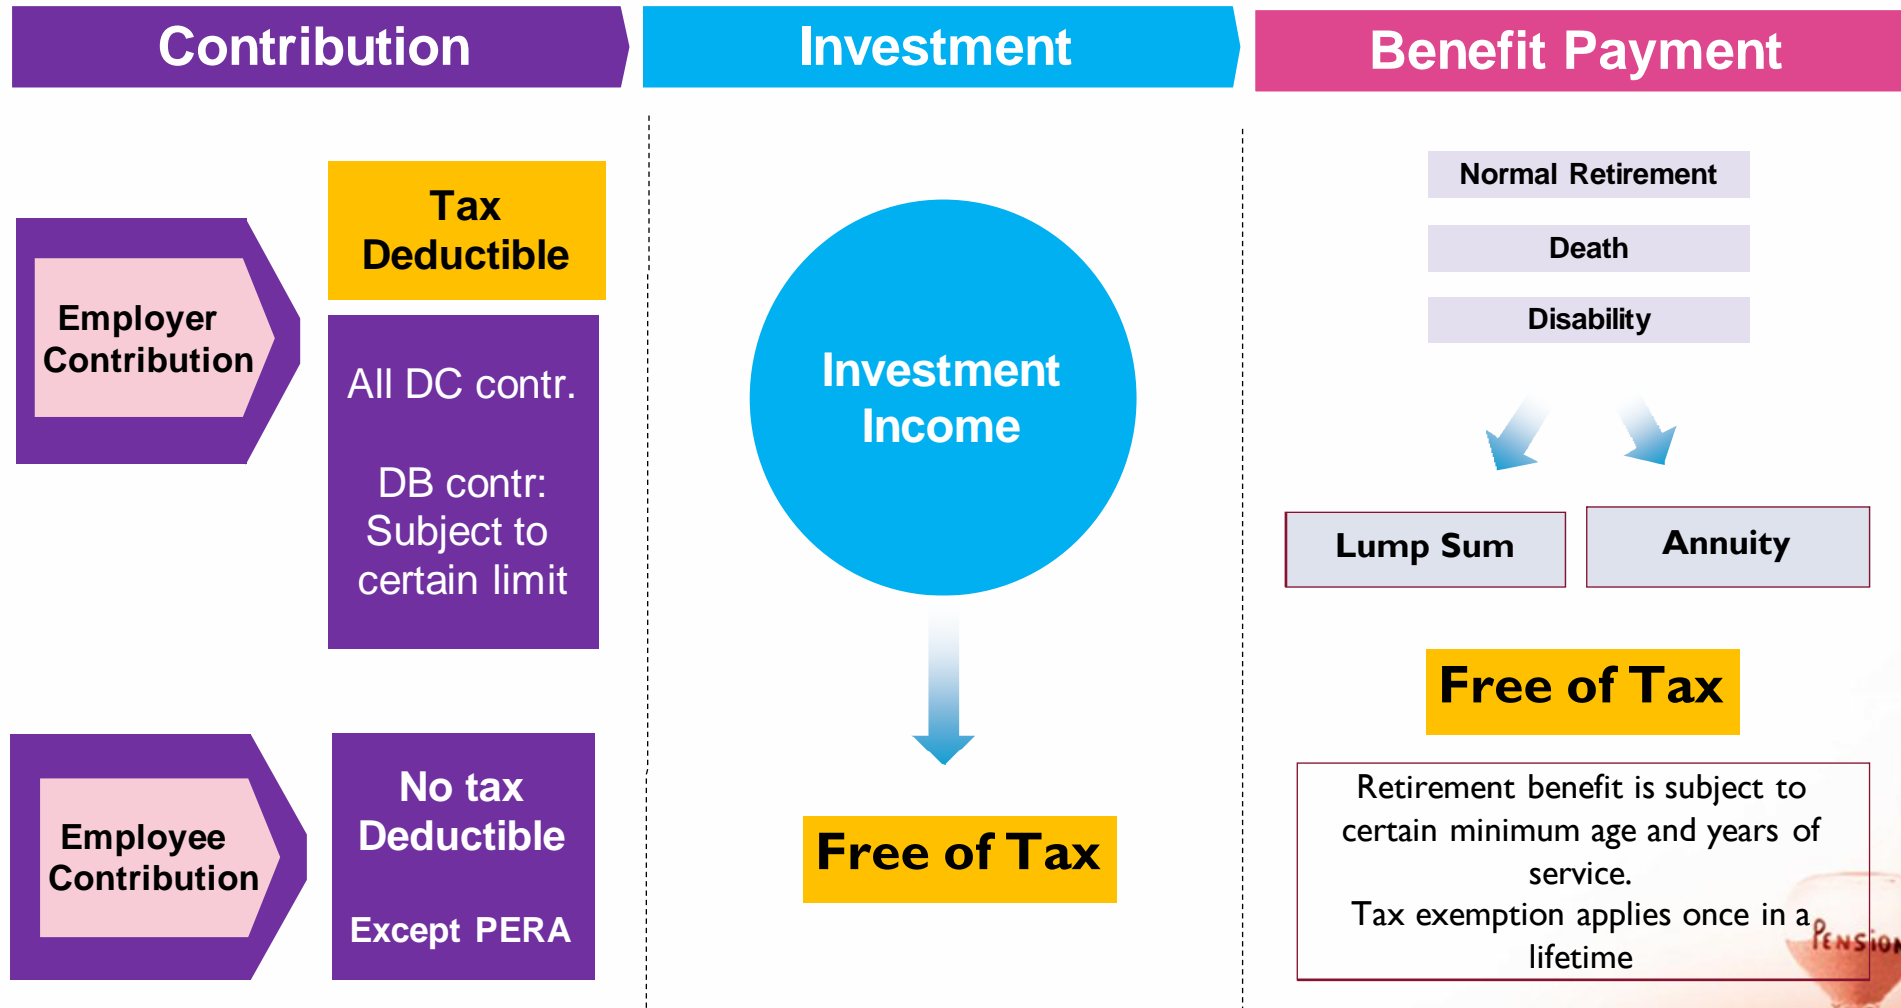 Contribution
Investment
Benefit Payment
Employer
Contribution
Tax
Deductible
All DC contr.
DB contr:
Subject to
certain limit
Employee
Contribution
No tax
Deductible
Except PERA
Investment
Income
Free of Tax
Normal Retirement
Death
Disability
Lump Sum
Annuity
Free of Tax
Retirement benefit is subject to
certain minimum age and years of
service.
Tax exemption applies once in a
lifetime
PENSION